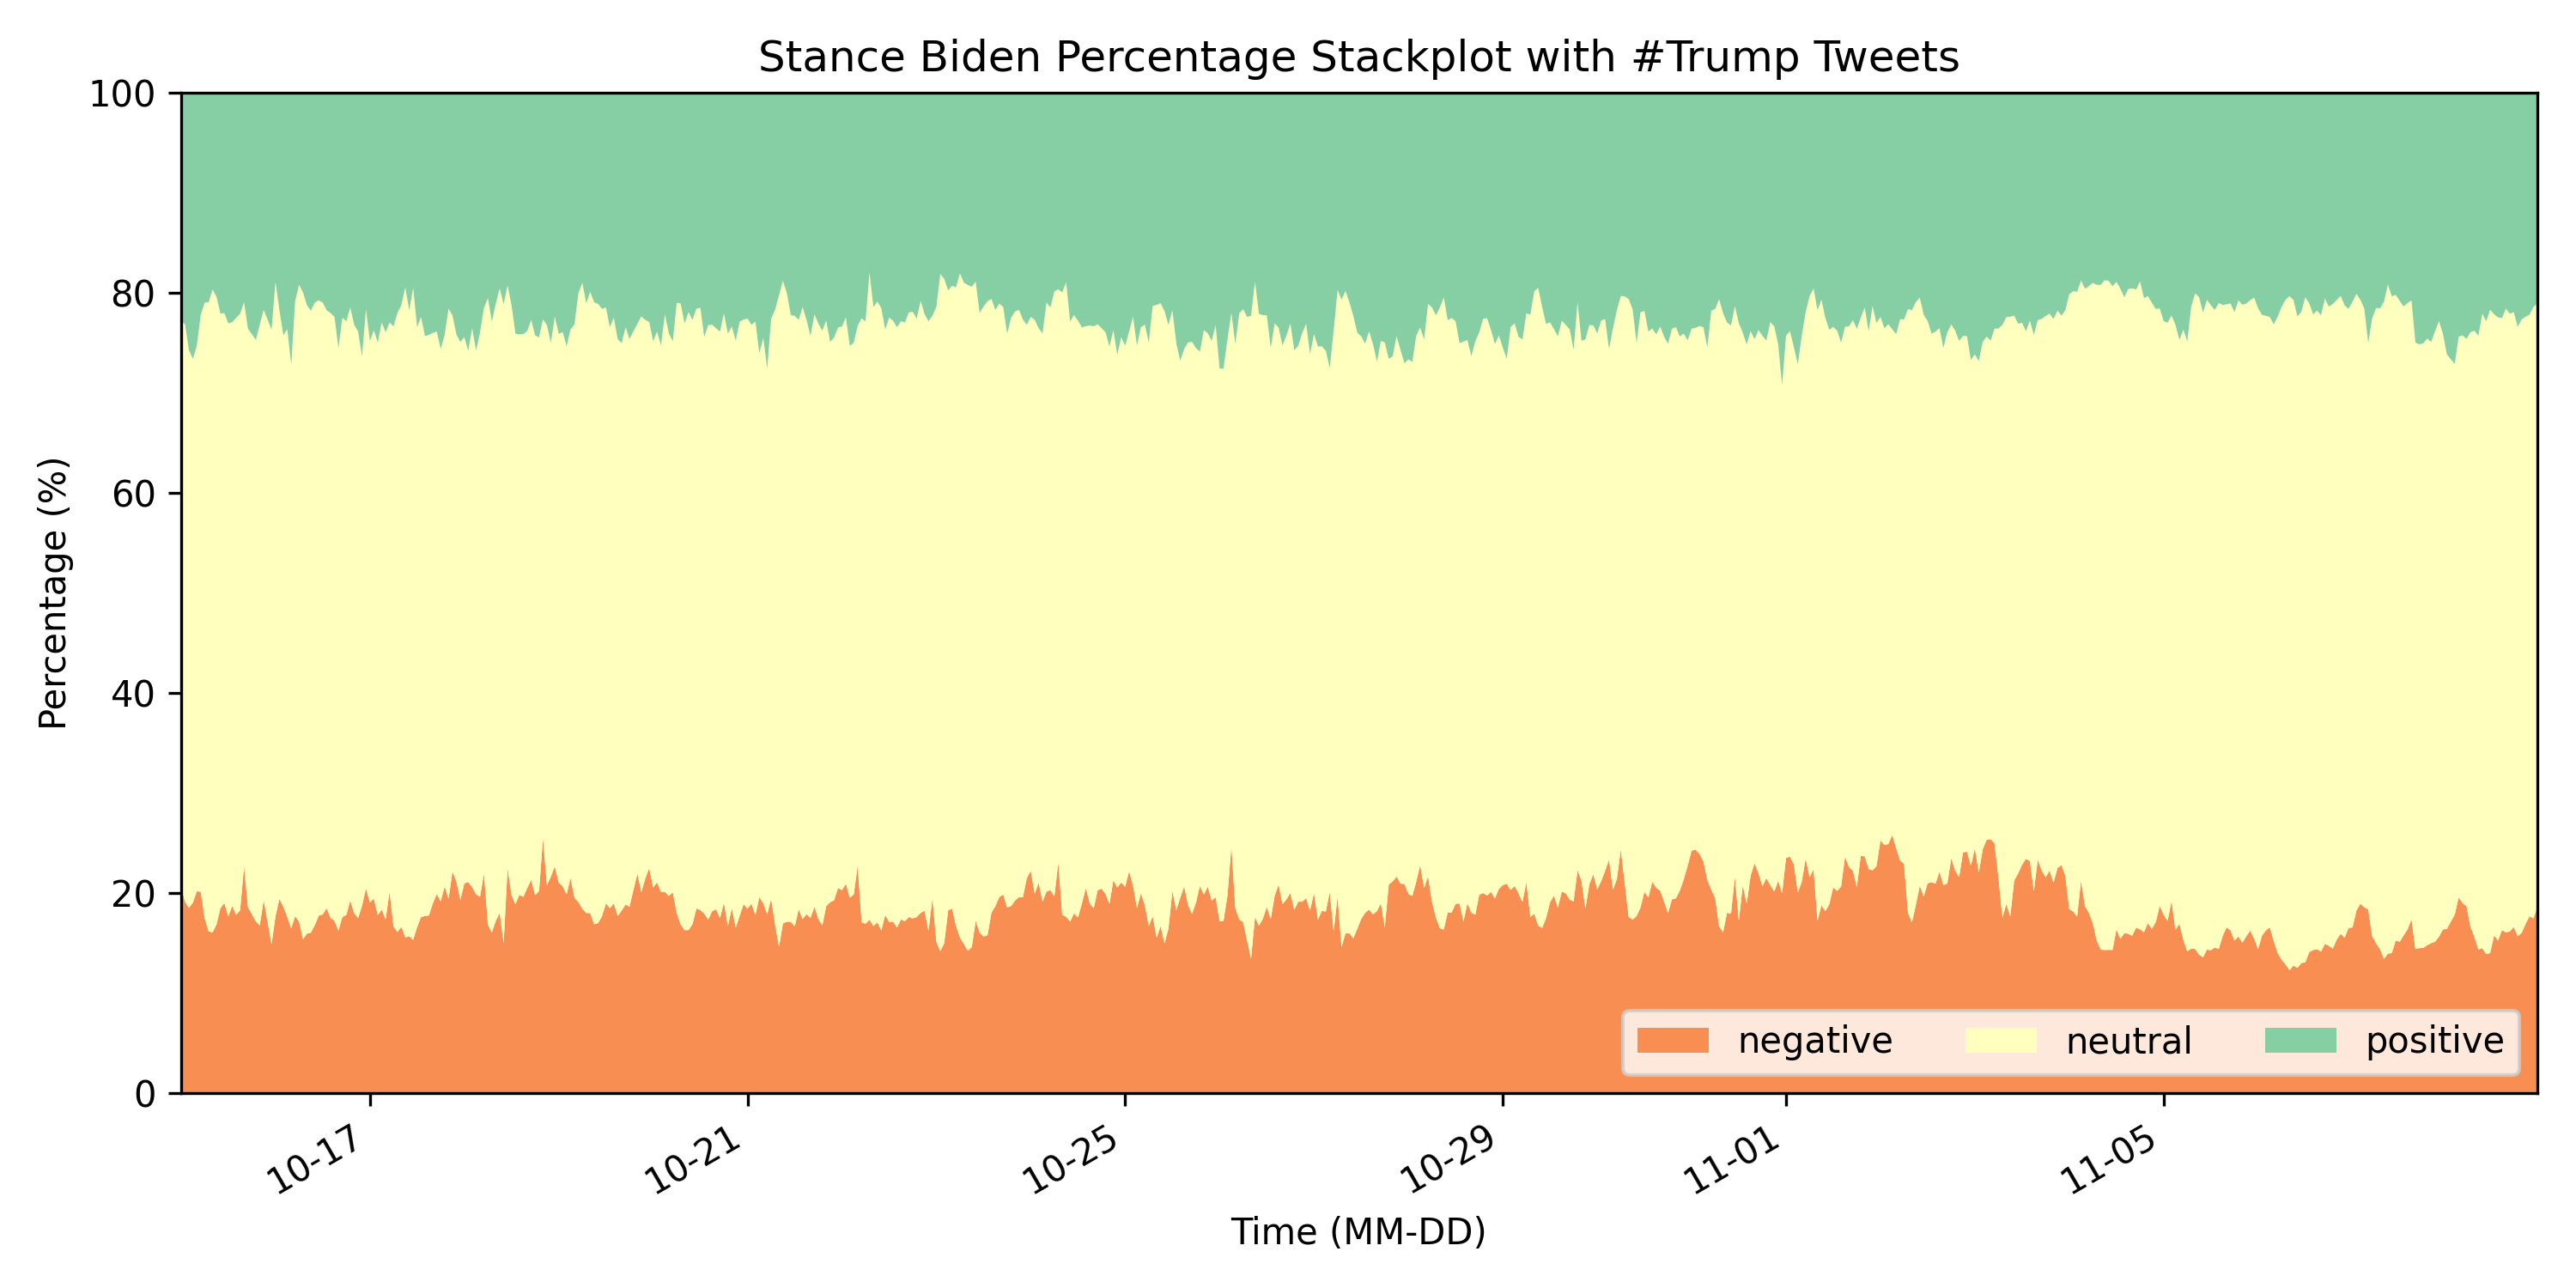 Stance Biden Percentage Stackplot with #Trump Tweets
100
80
60
40
20
0
Percentage (%)
negative neutral positive
10-17 10-21 10-25 10-29 11-01 11-05
Time (MM-DD)